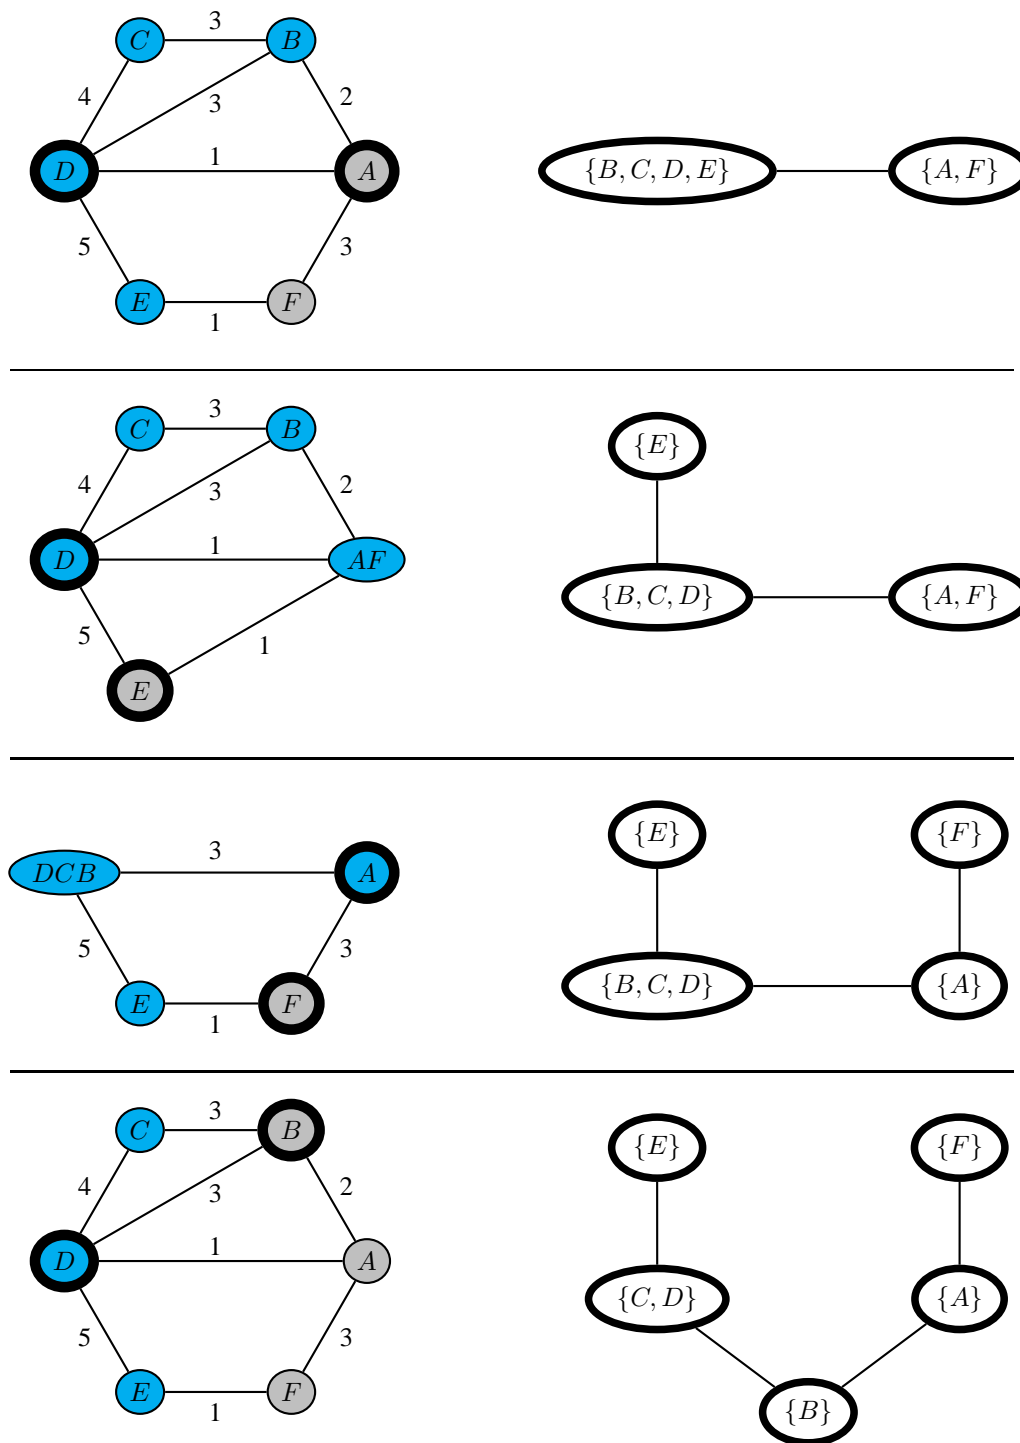 3
C B
4 3 2
1
D A {B, C, D, E} {A, F}
5 3
E F
1
3
C B {E}
4 3 2
1
D AF {B, C, D} {A, F}
5 1
E
{E} {F}
3
DCB A
5 3
E F {B, C, D} {A}
1
3
C B {E} {F}
4 3 2
1
D A {C, D} {A}
5 3
E F {B}
1